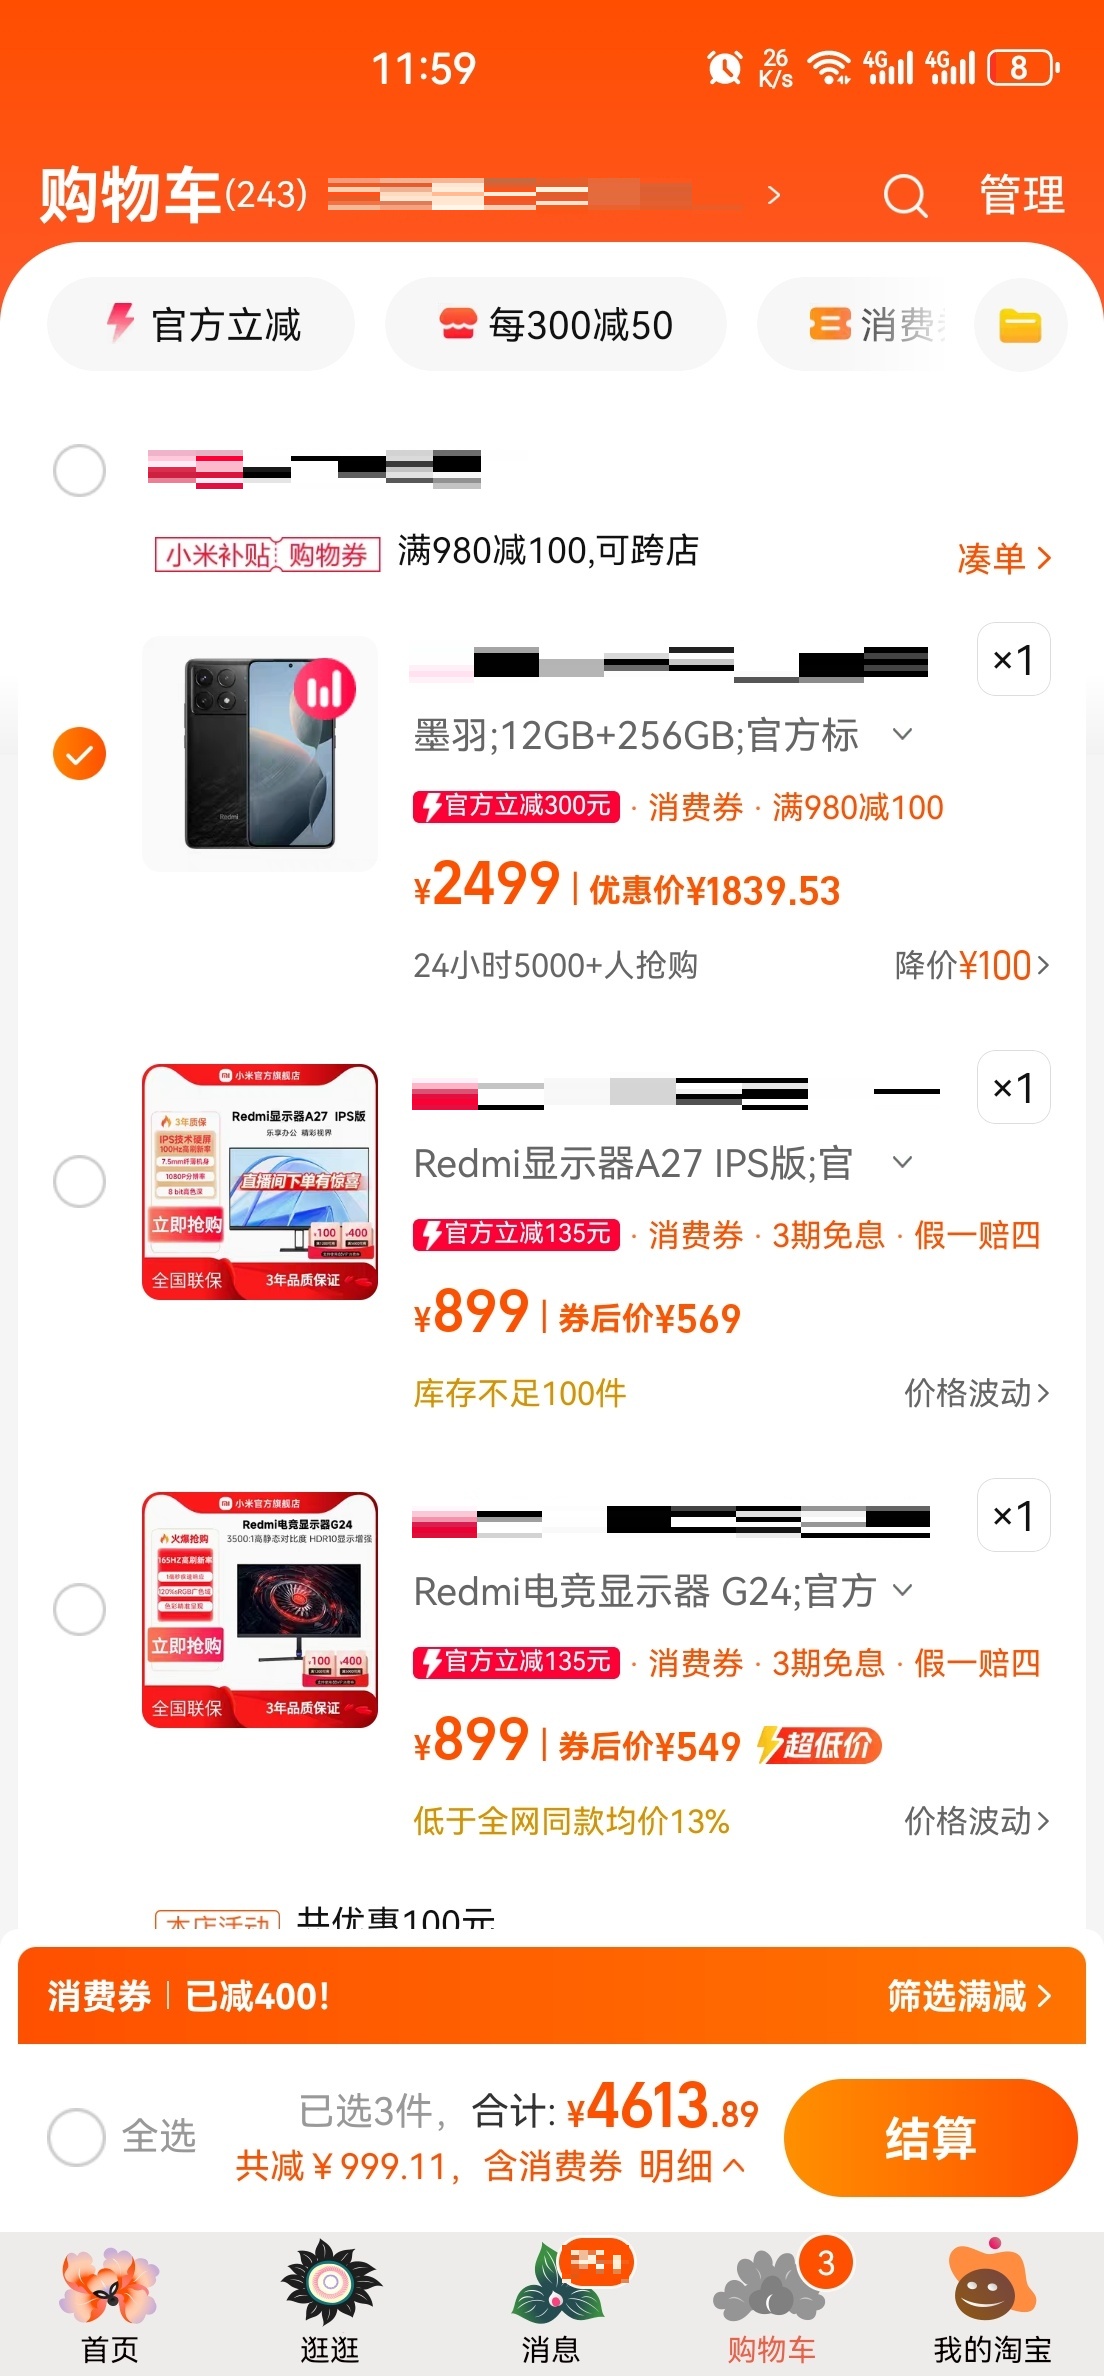 11:59
26 K/s 4G 4G 8
购物车(243) > 管理
官方立减 每300减50 消费
小米补贴 购物券 满980减100,可跨店 凑单 >
×1
墨羽;12GB+256GB;官方标
官方立减300元 · 消费券 · 满980减100
¥2499 | 优惠价¥1839.53
24小时5000+人抢购 降价¥100 >
Redmi
小米官方旗舰店
Redmi显示器A27 IPS版
乐享办公 精彩视界
3年质保
IPS技术硬屏
100Hz高刷新率
7.5mm纤薄机身
1080P分辨率
8 bit高色深
直播间下单有惊喜
立即抢购
¥100 ¥400
全国联保 3年品质保证
×1
Redmi显示器A27 IPS版;官
官方立减135元 · 消费券 · 3期免息 · 假一赔四
¥899 | 券后价¥569
库存不足100件 价格波动 >
小米官方旗舰店
Redmi电竞显示器G24
3500:1高静态对比度 HDR10显示增强
火爆抢购
165HZ高刷新率
120%sRGB广色域
立即抢购
¥100 ¥400
全国联保 3年品质保证
×1
Redmi电竞显示器 G24;官方
官方立减135元 · 消费券 · 3期免息 · 假一赔四
¥899 | 券后价¥549 超低价
低于全网同款均价13% 价格波动 >
本店活动 共优惠100元
消费券 | 已减400! 筛选满减 >
全选 已选3件, 合计: ¥4613.89 结算
共减¥999.11, 含消费券 明细
3
首页 逛逛 消息 购物车 我的淘宝